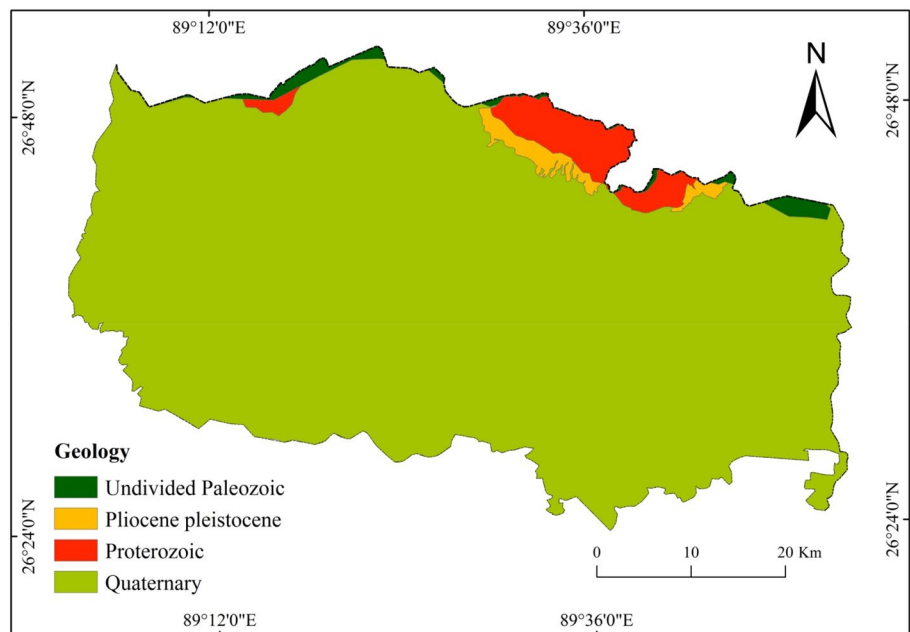 89°12'0"E 89°36'0"E
N
26°48'0"N 26°48'0"N
Geology
Undivided Paleozoic
Pliocene pleistocene
Proterozoic
Quaternary
0 10 20 Km
26°24'0"N 26°24'0"N
89°12'0"E 89°36'0"E